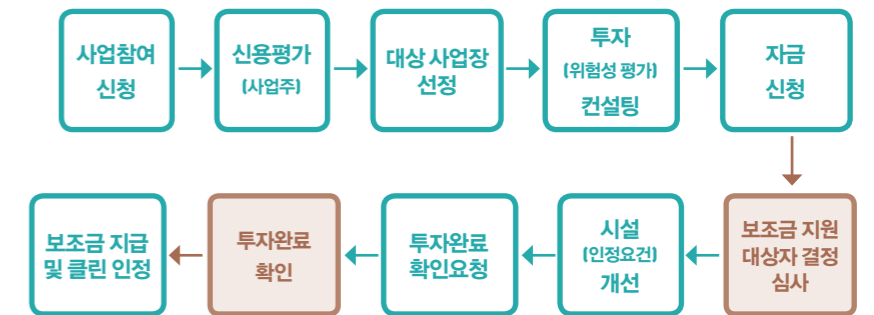 사업참여
신청
신용평가
(사업주)
대상 사업장
선정
투자
(위험성 평가)
컨설팅
자금
신청
보조금 지원
대상자 결정
심사
시설
(인정요건)
개선
투자완료
확인요청
투자완료
확인
보조금 지급
및 클린 인정